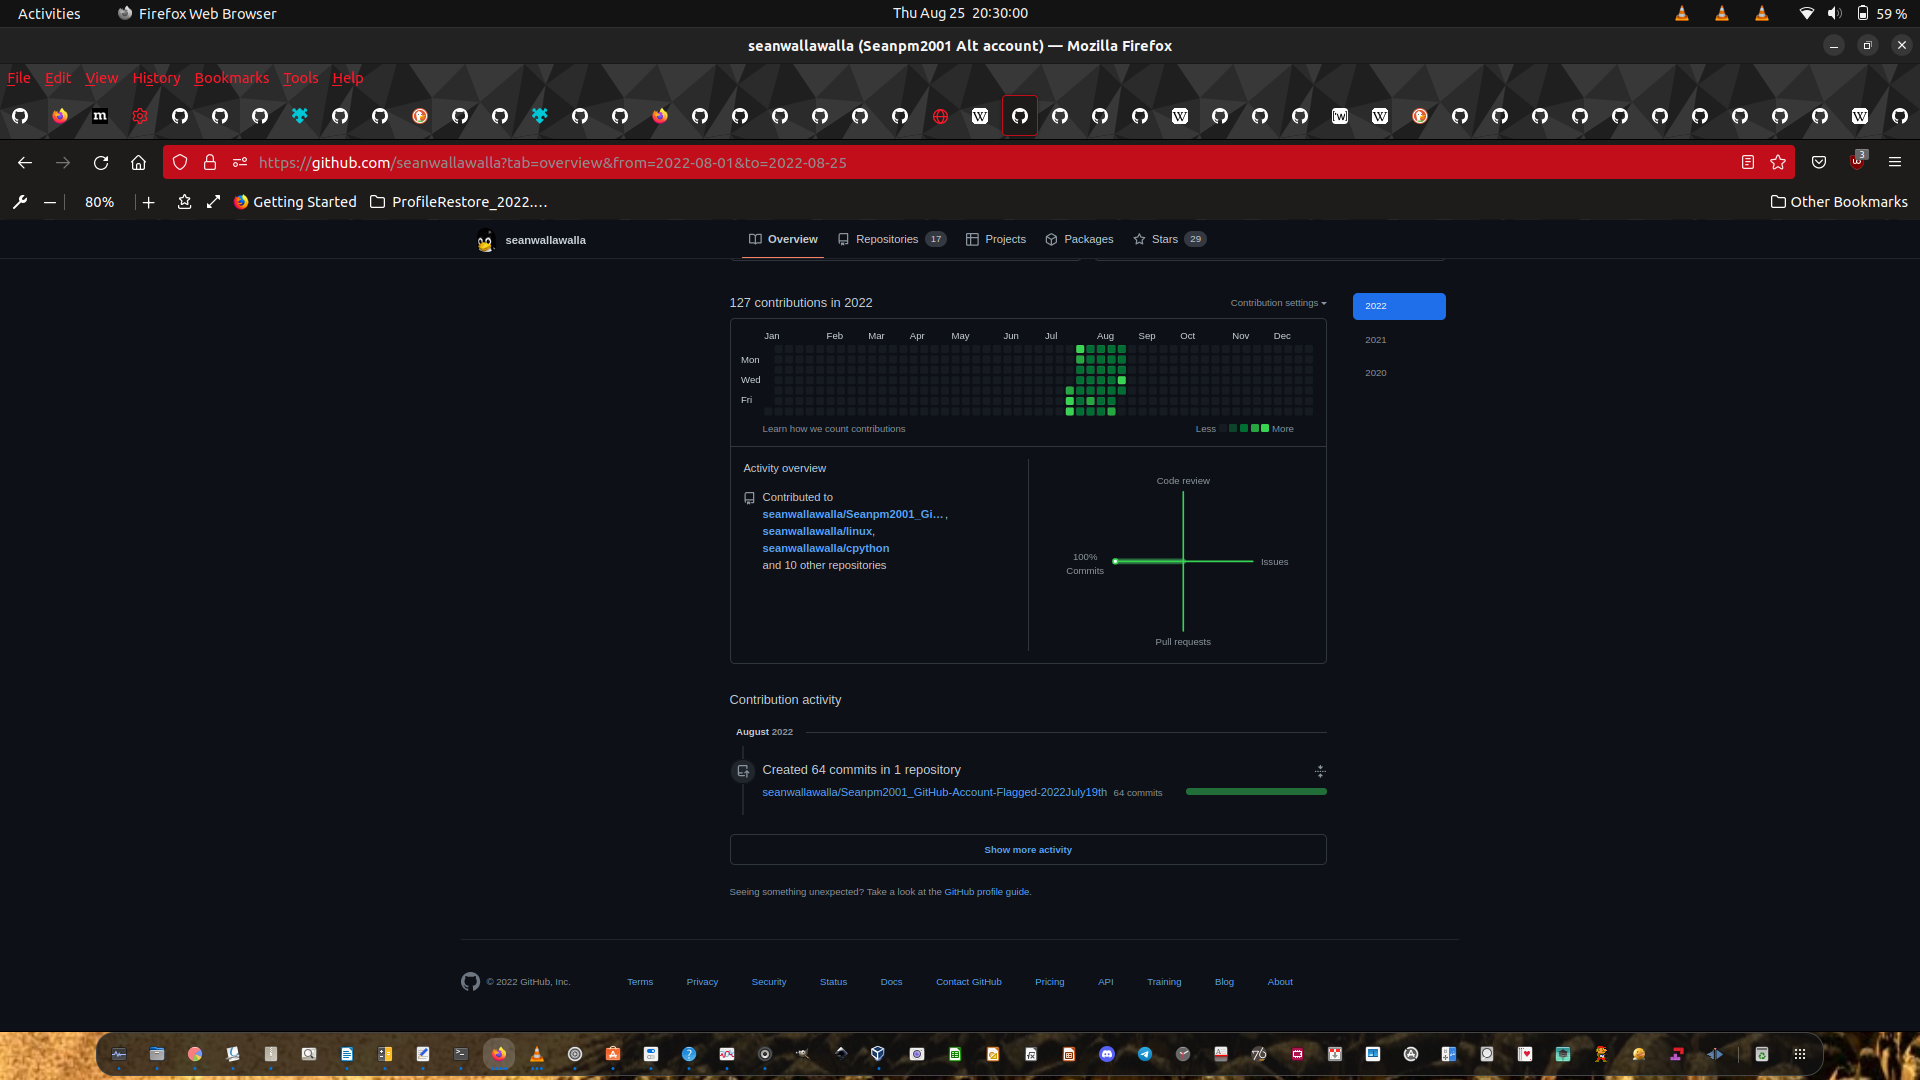 Activities Firefox Web Browser Thu Aug 25 20:30:00 59 %
seanwallawalla (Seanpm2001 Alt account) — Mozilla Firefox
File Edit View History Bookmarks Tools Help
https://github.com/seanwallawalla?tab=overview&from=2022-08-01&to=2022-08-25 3
80% Getting Started ProfileRestore_2022.… Other Bookmarks
seanwallawalla Overview Repositories 17 Projects Packages Stars 29
127 contributions in 2022 Contribution settings 2022
2021
2020
Jan Feb Mar Apr May Jun Jul Aug Sep Oct Nov Dec
Mon
Wed
Fri
Learn how we count contributions Less More
Activity overview
Contributed to
seanwallawalla/Seanpm2001_Gi…,
seanwallawalla/linux,
seanwallawalla/cpython
and 10 other repositories
Code review
100%
Commits
Issues
Pull requests
Contribution activity
August 2022
Created 64 commits in 1 repository
seanwallawalla/Seanpm2001_GitHub-Account-Flagged-2022July19th 64 commits
Show more activity
Seeing something unexpected? Take a look at the GitHub profile guide.
© 2022 GitHub, Inc. Terms Privacy Security Status Docs Contact GitHub Pricing API Training Blog About